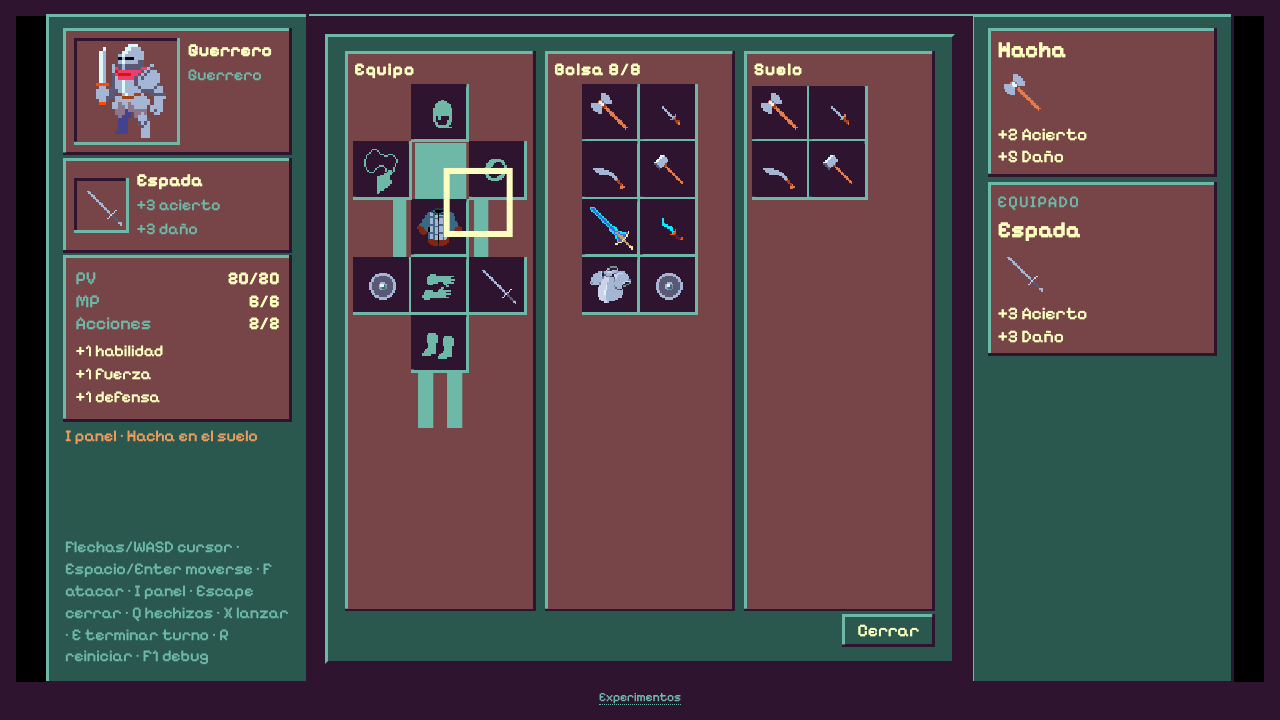 Guerrero
Guerrero
Espada
+3 acierto
+3 daño
PV 80/80
MP 6/6
Acciones 2/2
+1 habilidad
+1 fuerza
+1 defensa
I panel · Hacha en el suelo
Flechas/WASD cursor ·
Espacio/Enter moverse · F
atacar · I panel · Escape
cerrar · Q hechizos · X lanzar
· E terminar turno · R
reiniciar · F1 debug
Equipo
Bolsa 8/8
Suelo
Cerrar
Hacha
+2 Acierto
+5 Daño
EQUIPADO
Espada
+3 Acierto
+3 Daño
Experimentos